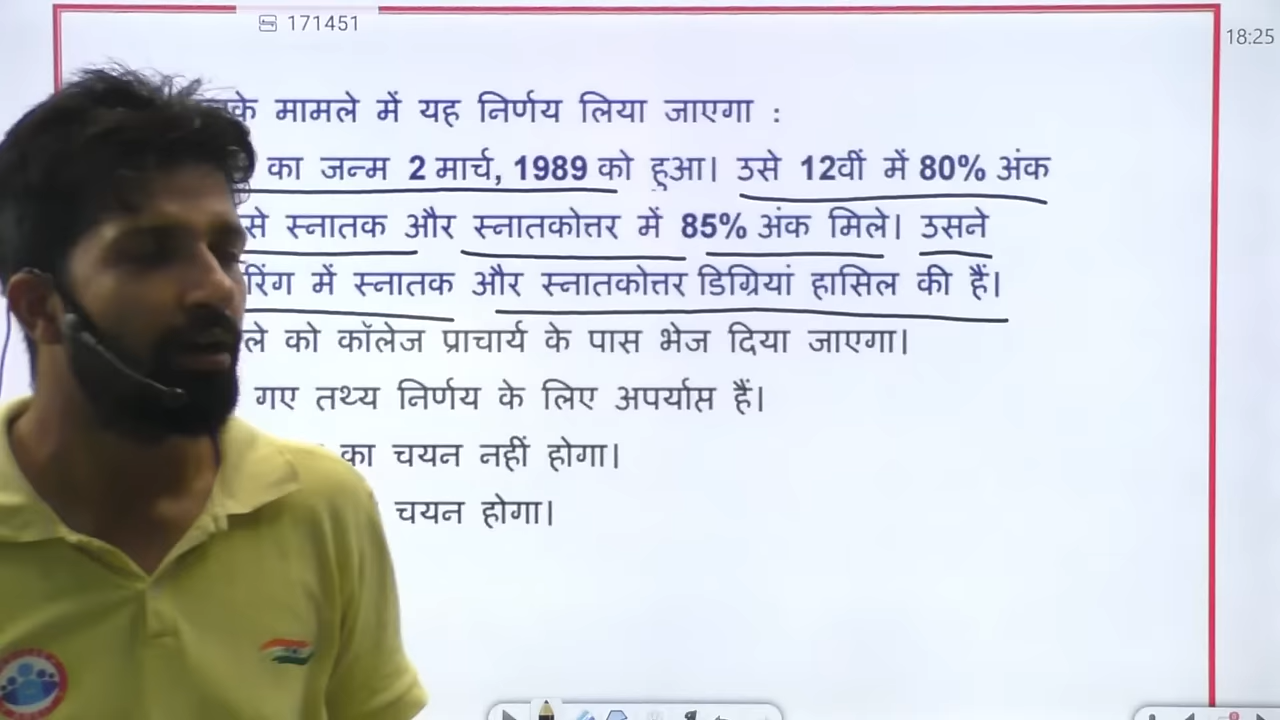 171451
18:25
के मामले में यह निर्णय लिया जाएगा :
का जन्म 2 मार्च, 1989 को हुआ। उसे 12वीं में 80% अंक
से स्नातक और स्नातकोत्तर में 85% अंक मिले। उसने
में स्नातक और स्नातकोत्तर डिग्रियां हासिल की हैं।
को कॉलेज प्राचार्य के पास भेज दिया जाएगा।
गए तथ्य निर्णय के लिए अपर्याप्त हैं।
का चयन नहीं होगा।
चयन होगा।